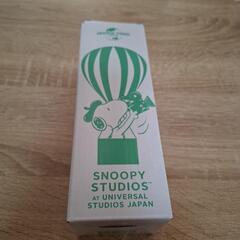 SNOOPY
STUDIOS™
AT UNIVERSAL
STUDIOS JAPAN